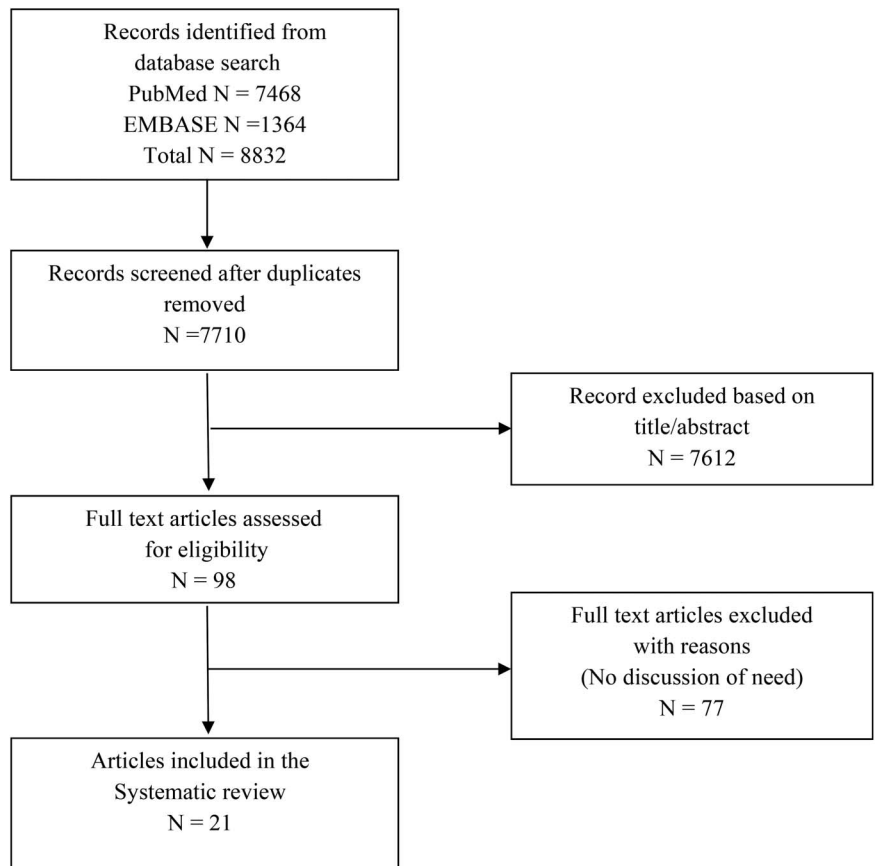 Records identified from
database search
PubMed N = 7468
EMBASE N =1364
Total N = 8832
Records screened after duplicates
removed
N =7710
Record excluded based on
title/abstract
N = 7612
Full text articles assessed
for eligibility
N = 98
Full text articles excluded
with reasons
(No discussion of need)
N = 77
Articles included in the
Systematic review
N = 21